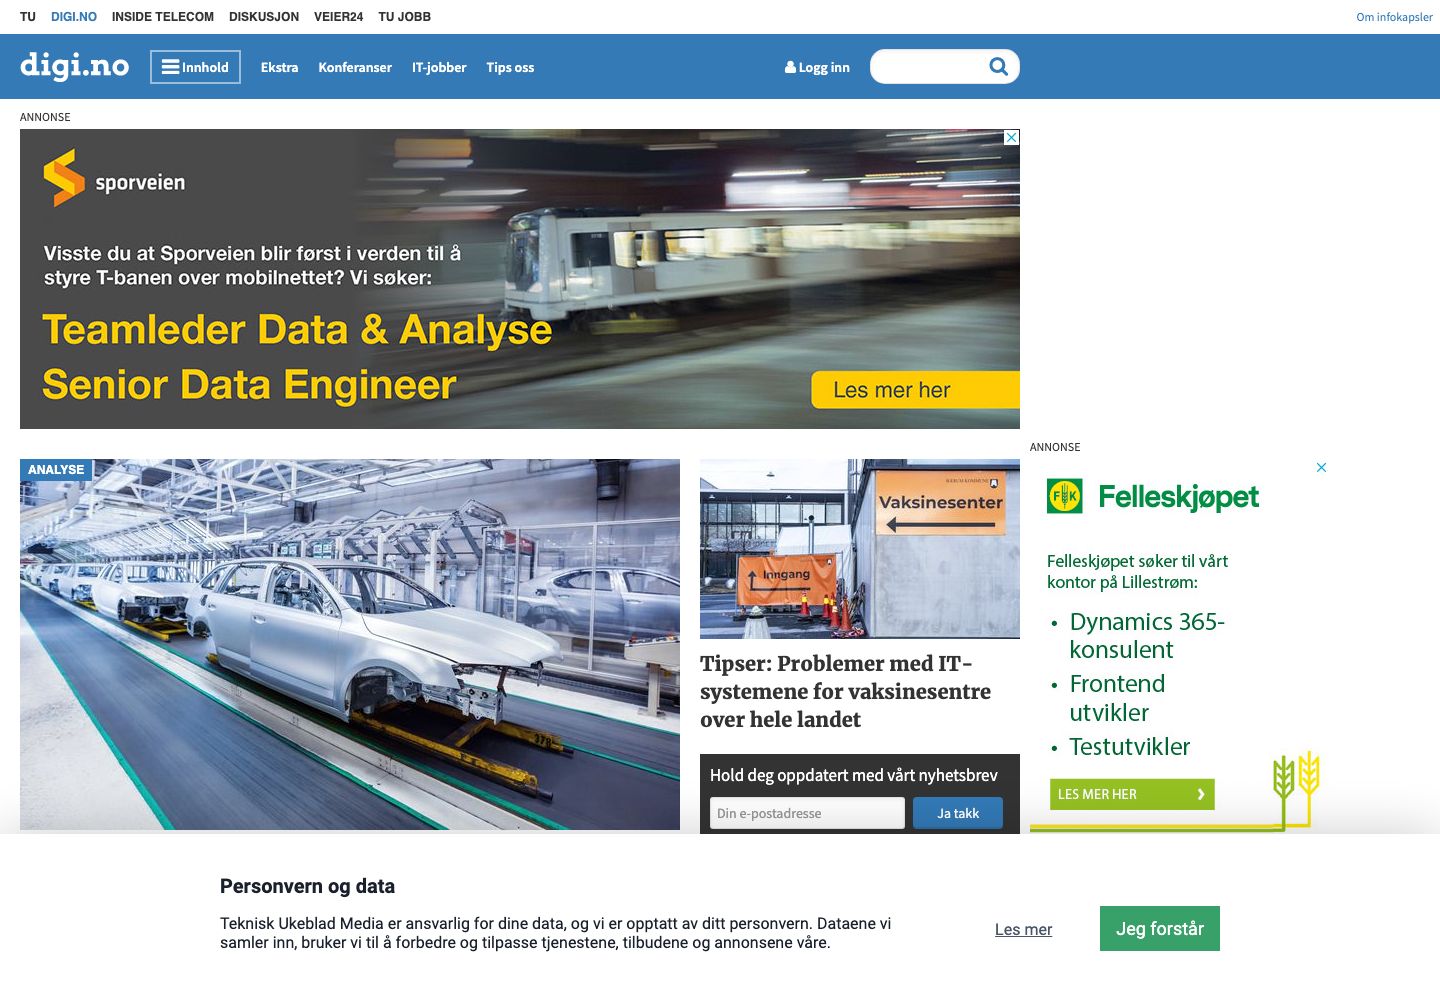 TU DIGI.NO INSIDE TELECOM DISKUSJON VEIER24 TU JOBB Om infokapsler
digi.no Innhold Ekstra Konferanser IT-jobber Tips oss Logg inn
ANNONSE
sporveien
Visste du at Sporveien blir først i verden til å
styre T-banen over mobilnettet? Vi søker:
Teamleder Data & Analyse
Senior Data Engineer
Les mer her
ANALYSE
BÆRUM KOMMUNE
Vaksinesenter
Inngang
378
Tipser: Problemer med IT-
systemene for vaksinesentre
over hele landet
Hold deg oppdatert med vårt nyhetsbrev
Din e-postadresse Ja takk
ANNONSE
FK Felleskjøpet
Felleskjøpet søker til vårt
kontor på Lillestrøm:
• Dynamics 365-
konsulent
• Frontend
utvikler
• Testutvikler
LES MER HER
Personvern og data
Teknisk Ukeblad Media er ansvarlig for dine data, og vi er opptatt av ditt personvern. Dataene vi
samler inn, bruker vi til å forbedre og tilpasse tjenestene, tilbudene og annonsene våre.
Les mer
Jeg forstår